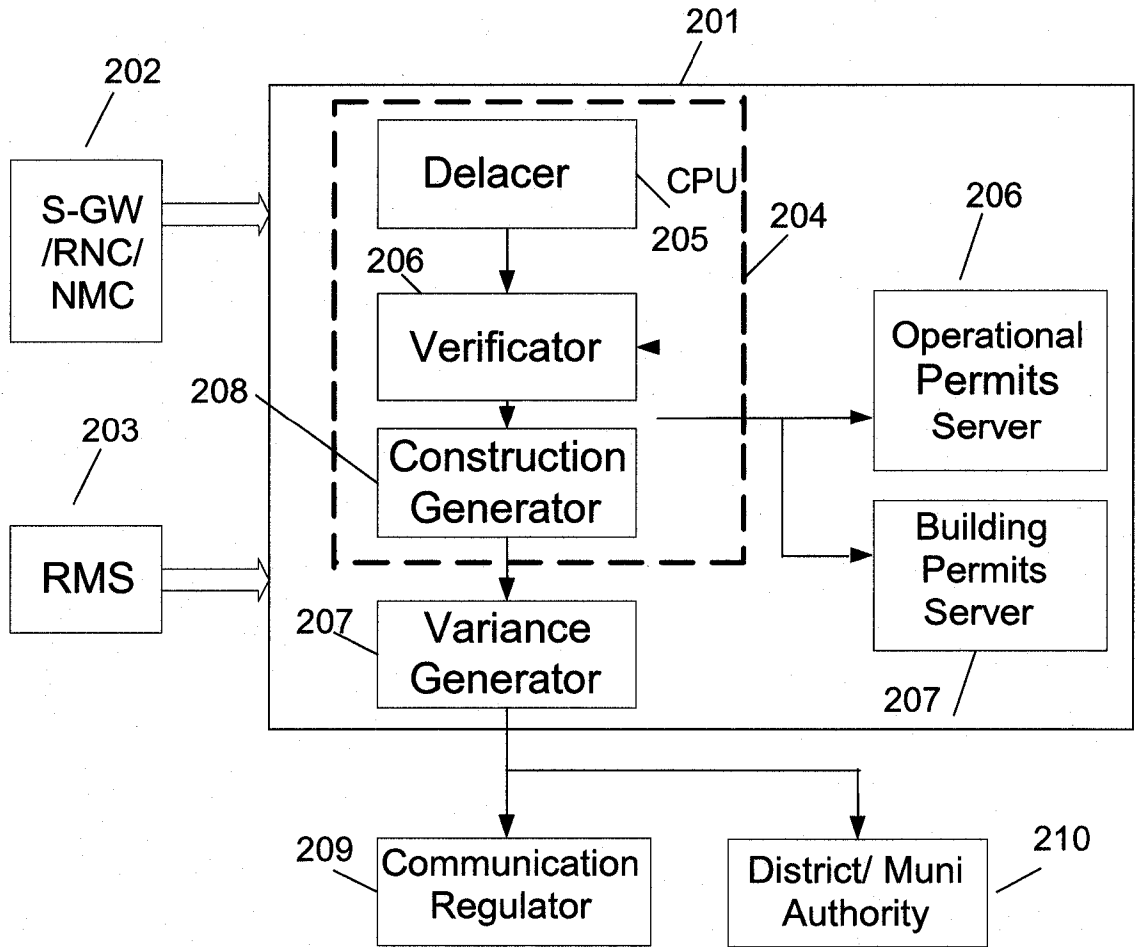 201
202
S-GW
/RNC/
NMC
Delacer
CPU
205
204
206
206
Verificator
Operational
Permits
Server
208
203
Construction
Generator
RMS
Building
Permits
Server
207
Variance
Generator
207
209
Communication
Regulator
District/ Muni
Authority
210